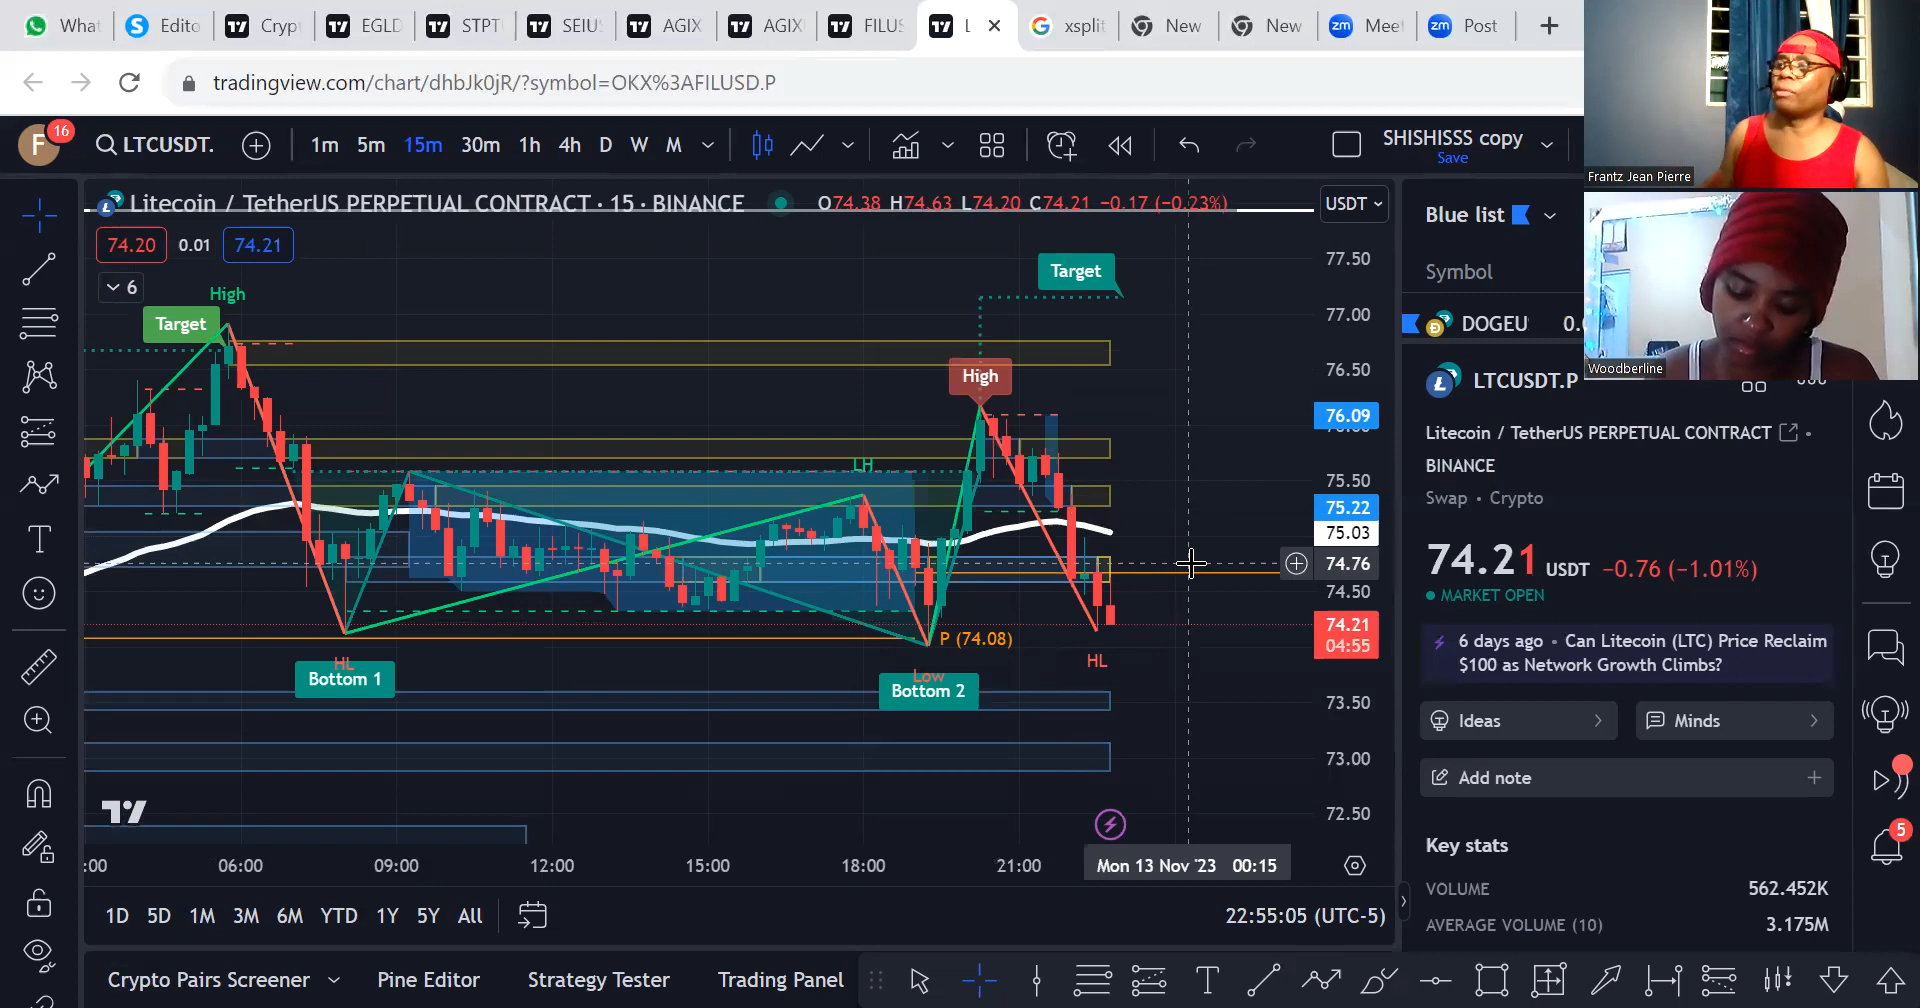 What
Edito
Cryp
EGLD
STPT
SEIUS
AGIX
AGIX
FILUS
L
xspli
New
New
Meet
Post
tradingview.com/chart/dhbJk0jR/?symbol=OKX%3AFILUSD.P
F
16
LTCUSDT.
1m 5m 15m 30m 1h 4h D W M
SHISHISSS copy
Save
Frantz Jean Pierre
Woodberline
Litecoin / TetherUS PERPETUAL CONTRACT · 15 · BINANCE
O74.38 H74.63 L74.20 C74.21 −0.17 (−0.23%)
USDT
74.20 0.01 74.21
6
High
Target
Target
High
LH
P (74.08)
HL
Bottom 1
Low
Bottom 2
HL
77.50
77.00
76.50
76.09
75.50
75.22
75.03
74.76
74.50
74.21
04:55
73.50
73.00
72.50
:00 06:00 09:00 12:00 15:00 18:00 21:00
Mon 13 Nov '23 00:15
1D 5D 1M 3M 6M YTD 1Y 5Y All
22:55:05 (UTC-5)
Crypto Pairs Screener
Pine Editor
Strategy Tester
Trading Panel
Blue list
Symbol
DOGEU
LTCUSDT.P
Litecoin / TetherUS PERPETUAL CONTRACT ·
BINANCE
Swap · Crypto
74.21 USDT −0.76 (−1.01%)
MARKET OPEN
6 days ago · Can Litecoin (LTC) Price Reclaim
$100 as Network Growth Climbs?
Ideas
Minds
Add note
Key stats
VOLUME 562.452K
AVERAGE VOLUME (10) 3.175M
5